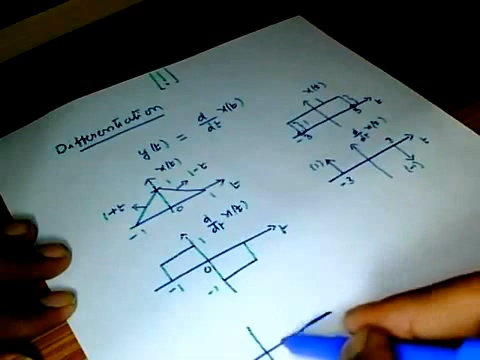 Differentiation
y(t) = d/dt x(t)
x(t)
1
1-t
1+t
-1 0 1 t
d/dt x(t)
1
t
-1 0
-1
x(t)
1
-3 3 t
d/dt x(t)
t
(1) 3
-3 (-1)